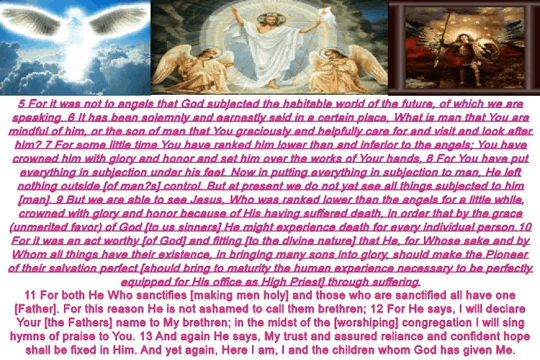 5 For it was not to angels that God subjected the habitable world of the future, of which we are
speaking. 6 It has been solemnly and earnestly said in a certain place, What is man that You are
mindful of him, or the son of man that You graciously and helpfully care for and visit and look after
him? 7 For some little time You have ranked him lower than and inferior to the angels; You have
crowned him with glory and honor and set him over the works of Your hands, 8 For You have put
everything in subjection under his feet. Now in putting everything in subjection to man, He left
nothing outside [of man?s] control. But at present we do not yet see all things subjected to him
[man]. 9 But we are able to see Jesus, Who was ranked lower than the angels for a little while,
crowned with glory and honor because of His having suffered death, in order that by the grace
(unmerited favor) of God [to us sinners] He might experience death for every individual person.10
For it was an act worthy [of God] and fitting [to the divine nature] that He, for Whose sake and by
Whom all things have their existence, in bringing many sons into glory, should make the Pioneer
of their salvation perfect [should bring to maturity the human experience necessary to be perfectly
equipped for His office as High Priest] through suffering.
11 For both He Who sanctifies [making men holy] and those who are sanctified all have one
[Father]. For this reason He is not ashamed to call them brethren; 12 For He says, I will declare
Your [the Fathers] name to My brethren; in the midst of the [worshiping] congregation I will sing
hymns of praise to You. 13 And again He says, My trust and assured reliance and confident hope
shall be fixed in Him. And yet again, Here I am, I and the children whom God has given Me.